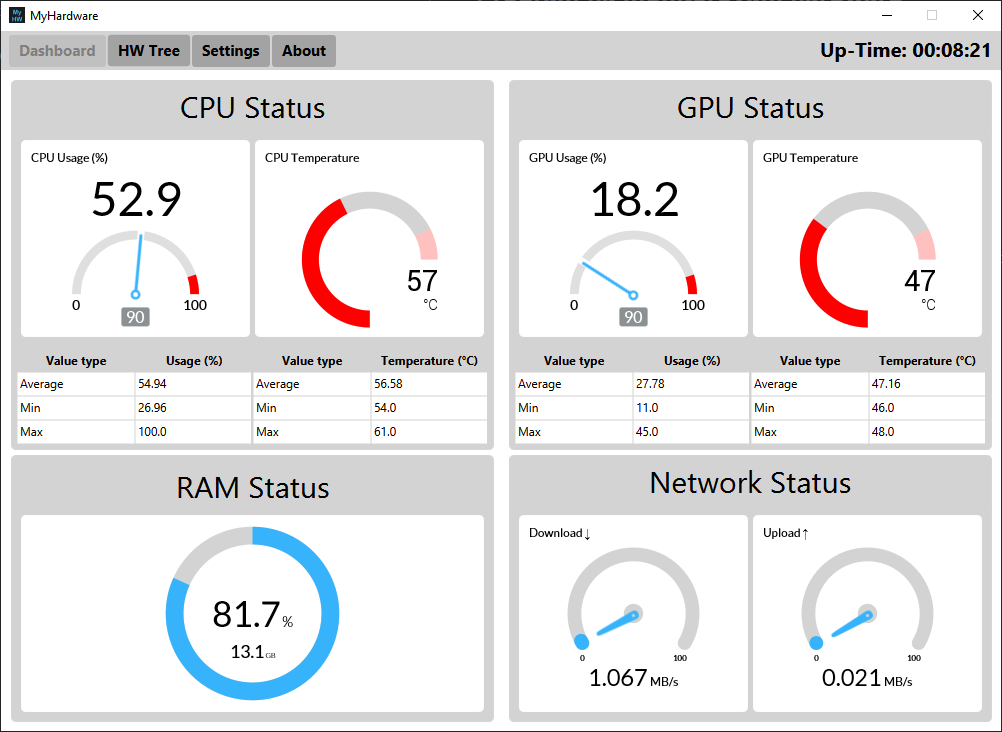 My
HW
MyHardware
Dashboard HW Tree Settings About Up-Time: 00:08:21
CPU Status
CPU Usage (%)
52.9
0 100
90
CPU Temperature
57
°C
Value type Usage (%) Value type Temperature (°C)
Average 54.94 Average 56.58
Min 26.96 Min 54.0
Max 100.0 Max 61.0
GPU Status
GPU Usage (%)
18.2
0 100
90
GPU Temperature
47
°C
Value type Usage (%) Value type Temperature (°C)
Average 27.78 Average 47.16
Min 11.0 Min 46.0
Max 45.0 Max 48.0
RAM Status
81.7 %
13.1 GB
Network Status
Download ↓
0 100
1.067 MB/s
Upload ↑
0 100
0.021 MB/s